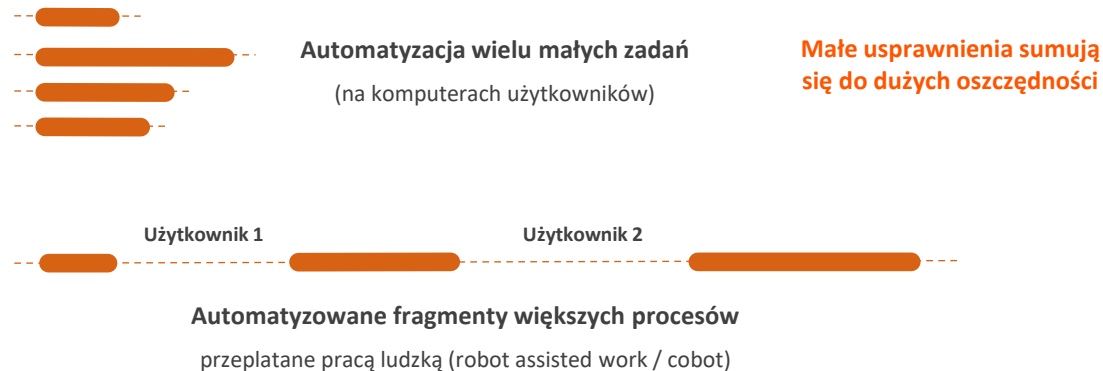 Automatyzacja wielu małych zadań
(na komputerach użytkowników)
Małe usprawnienia sumują
się do dużych oszczędności
Użytkownik 1
Użytkownik 2
Automatyzowane fragmenty większych procesów
przeplatane pracą ludzką (robot assisted work / cobot)